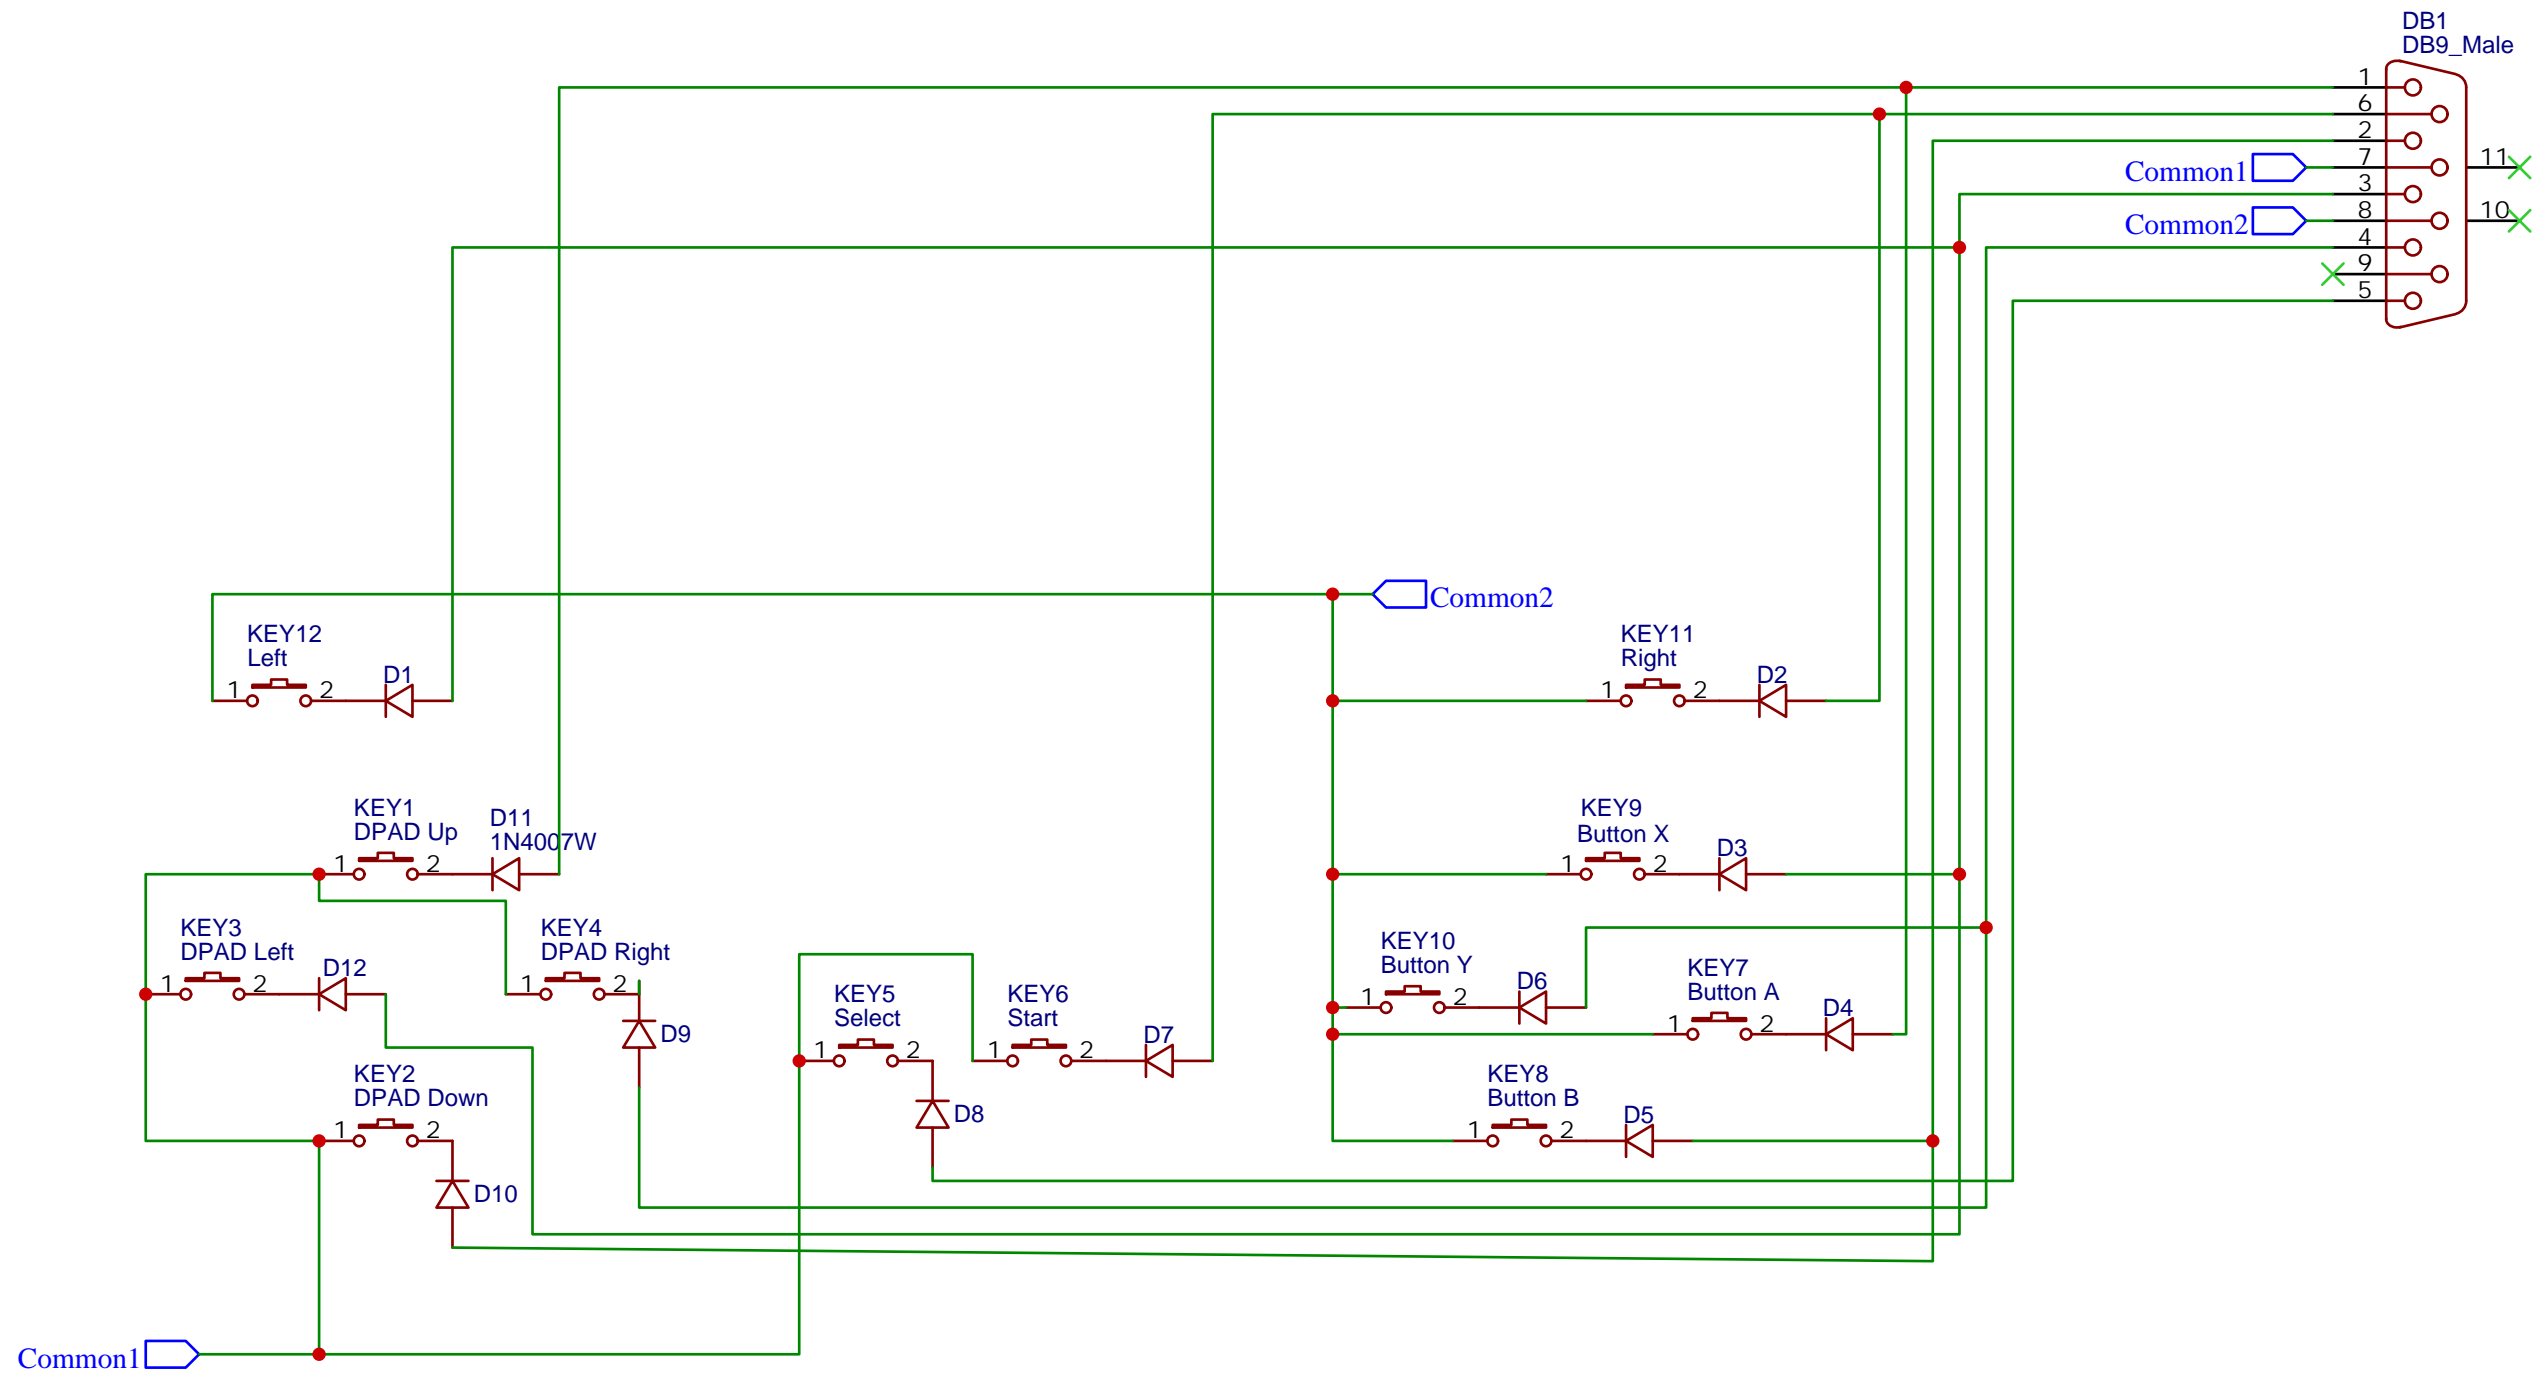 DB1
DB9_Male
1
6
2
Common1
7
11
3
Common2
8
10
4
9
5
Common2
KEY12
Left
1
2
D1
KEY11
Right
1
2
D2
KEY1
DPAD Up
1
2
D11
1N4007W
KEY9
Button X
1
2
D3
KEY3
DPAD Left
1
2
D12
KEY4
DPAD Right
1
2
D9
KEY5
Select
1
2
D8
KEY6
Start
1
2
D7
KEY10
Button Y
1
2
D6
KEY7
Button A
1
2
D4
KEY2
DPAD Down
1
2
D10
KEY8
Button B
1
2
D5
Common1